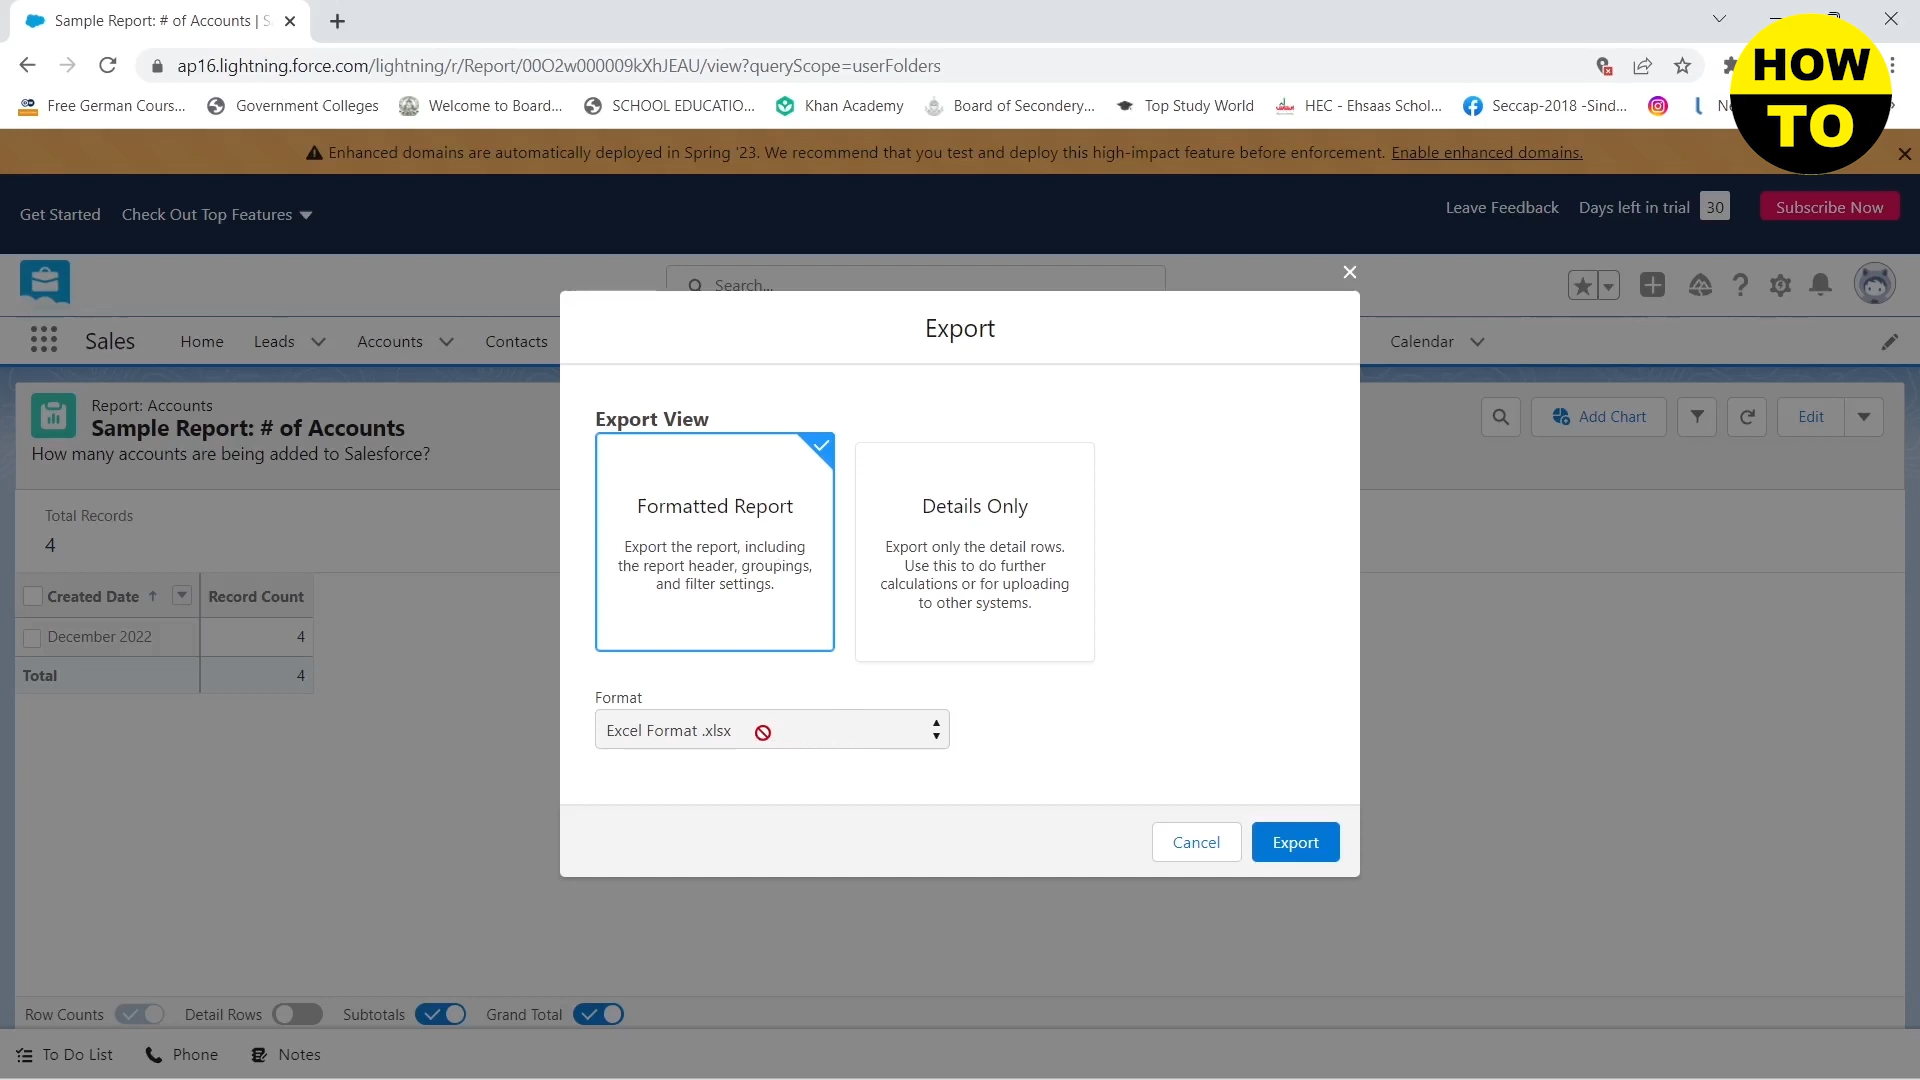 Sample Report: # of Accounts | S
ap16.lightning.force.com/lightning/r/Report/00O2w000009kXhJEAU/view?queryScope=userFolders
HOW
TO
Free German Cours...
Government Colleges
Welcome to Board...
SCHOOL EDUCATIO...
Khan Academy
Board of Secondery...
Top Study World
HEC - Ehsaas Schol...
Seccap-2018 -Sind...
Enhanced domains are automatically deployed in Spring '23. We recommend that you test and deploy this high-impact feature before enforcement. Enable enhanced domains.
Get Started
Check Out Top Features
Leave Feedback
Days left in trial 30
Subscribe Now
Search...
Sales
Home
Leads
Accounts
Contacts
Calendar
Export
Report: Accounts
Sample Report: # of Accounts
How many accounts are being added to Salesforce?
Add Chart
Edit
Total Records
4
Created Date
Record Count
December 2022
4
Total
4
Export View
Formatted Report
Export the report, including
the report header, groupings,
and filter settings.
Details Only
Export only the detail rows.
Use this to do further
calculations or for uploading
to other systems.
Format
Excel Format .xlsx
Cancel
Export
Row Counts
Detail Rows
Subtotals
Grand Total
To Do List
Phone
Notes